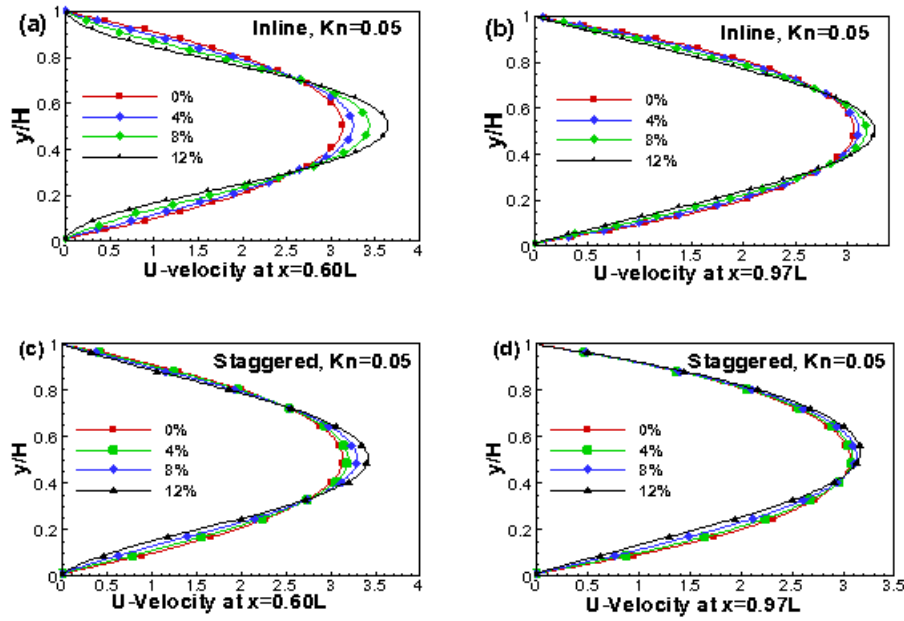 (a)
Inline, Kn=0.05
1
0.8
0.6
0.4
0.2
0
y/H
0%
4%
8%
12%
0 0.5 1 1.5 2 2.5 3 3.5 4
U-velocity at x=0.60L
(b)
Inline, Kn=0.05
1
0.8
0.6
0.4
0.2
0
y/H
0%
4%
8%
12%
0 0.5 1 1.5 2 2.5 3
U-velocity at x=0.97L
(c)
Staggered, Kn=0.05
1
0.8
0.6
0.4
0.2
0
y/H
0%
4%
8%
12%
0 0.5 1 1.5 2 2.5 3 3.5 4
U-Velocity at x=0.60L
(d)
Staggered, Kn=0.05
1
0.8
0.6
0.4
0.2
0
y/H
0%
4%
8%
12%
0 0.5 1 1.5 2 2.5 3 3.5
U-Velocity at x=0.97L